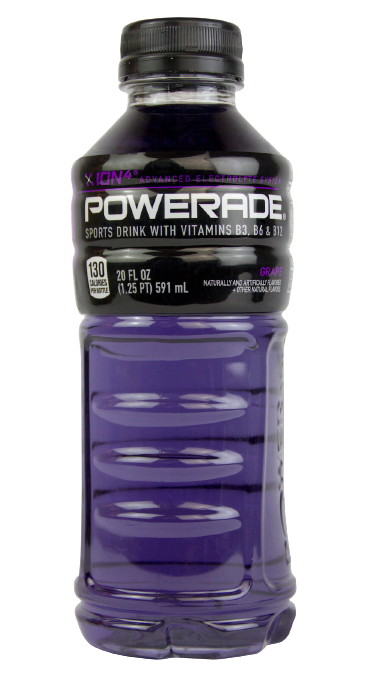 ION4® ADVANCED ELECTROLYTE SYSTEM
POWERADE®
SPORTS DRINK WITH VITAMINS B3, B6 & B12
130
CALORIES
PER BOTTLE
20 FL OZ
(1.25 PT) 591 mL
GRAPE
NATURALLY AND ARTIFICIALLY FLAVORED
+ OTHER NATURAL FLAVORS